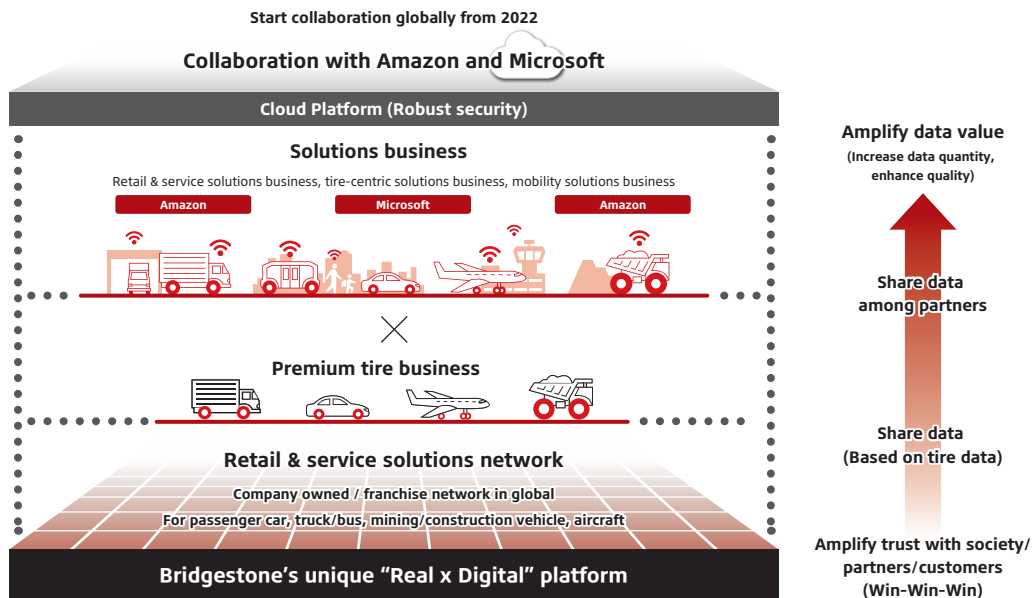 Start collaboration globally from 2022
Collaboration with Amazon and Microsoft
Cloud Platform (Robust security)
Solutions business
Retail & service solutions business, tire-centric solutions business, mobility solutions business
Amazon
Microsoft
Amazon
Premium tire business
Retail & service solutions network
Company owned / franchise network in global
For passenger car, truck/bus, mining/construction vehicle, aircraft
Bridgestone’s unique “Real x Digital” platform
Amplify data value
(Increase data quantity,
enhance quality)
Share data
among partners
Share data
(Based on tire data)
Amplify trust with society/
partners/customers
(Win-Win-Win)